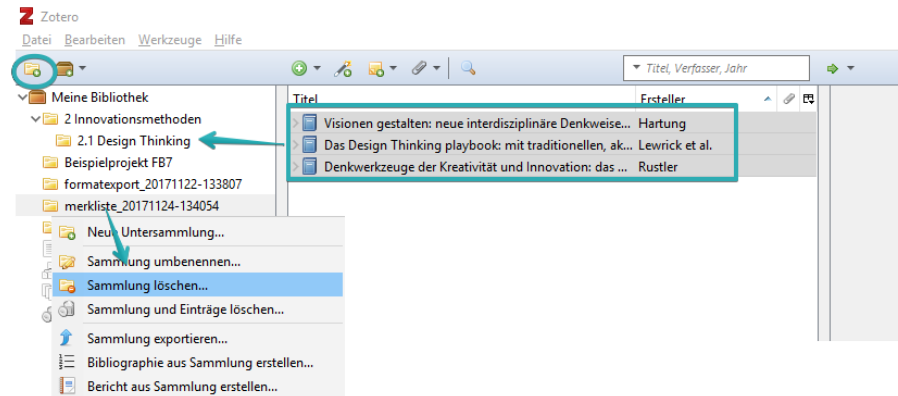 Zotero
Datei Bearbeiten Werkzeuge Hilfe
Titel, Verfasser, Jahr
Meine Bibliothek
2 Innovationsmethoden
2.1 Design Thinking
Beispielprojekt FB7
formatexport_20171122-133807
merkliste_20171124-134054
Titel Ersteller
Visionen gestalten: neue interdisziplinäre Denkweise... Hartung
Das Design Thinking playbook: mit traditionellen, ak... Lewrick et al.
Denkwerkzeuge der Kreativität und Innovation: das ... Rustler
Neue Untersammlung...
Sammlung umbenennen...
Sammlung löschen...
Sammlung und Einträge löschen...
Sammlung exportieren...
Bibliographie aus Sammlung erstellen...
Bericht aus Sammlung erstellen...